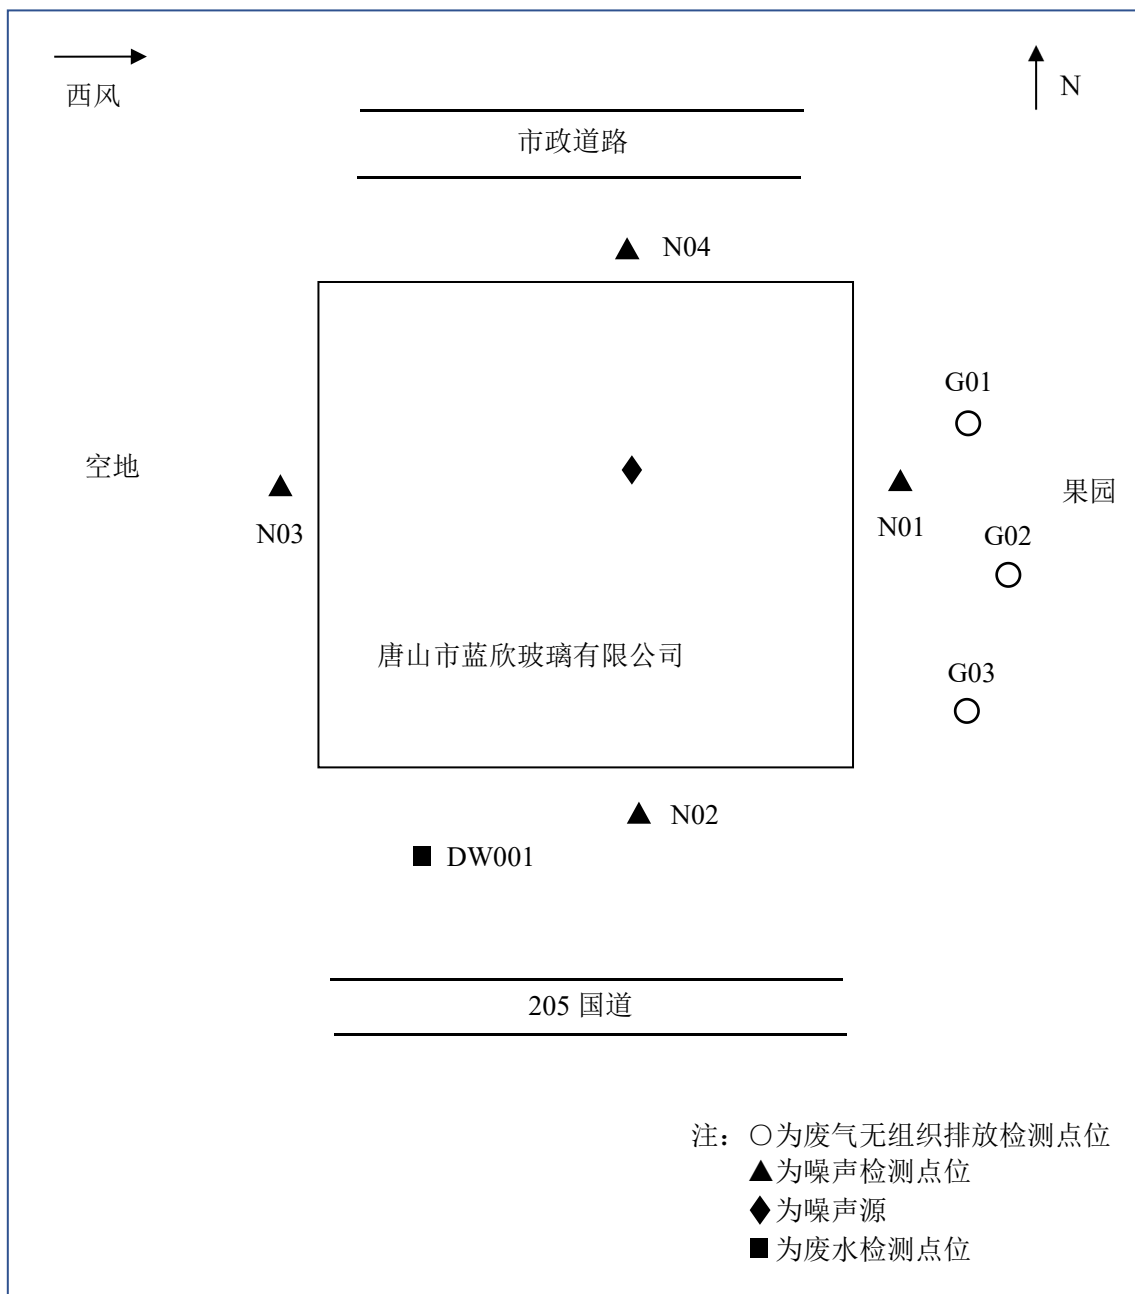 西风
N
市政道路
N04
G01
空地
果园
N03
N01
G02
唐山市蓝欣玻璃有限公司
G03
N02
DW001
205 国道
注：○为废气无组织排放检测点位
▲为噪声检测点位
◆为噪声源
■为废水检测点位